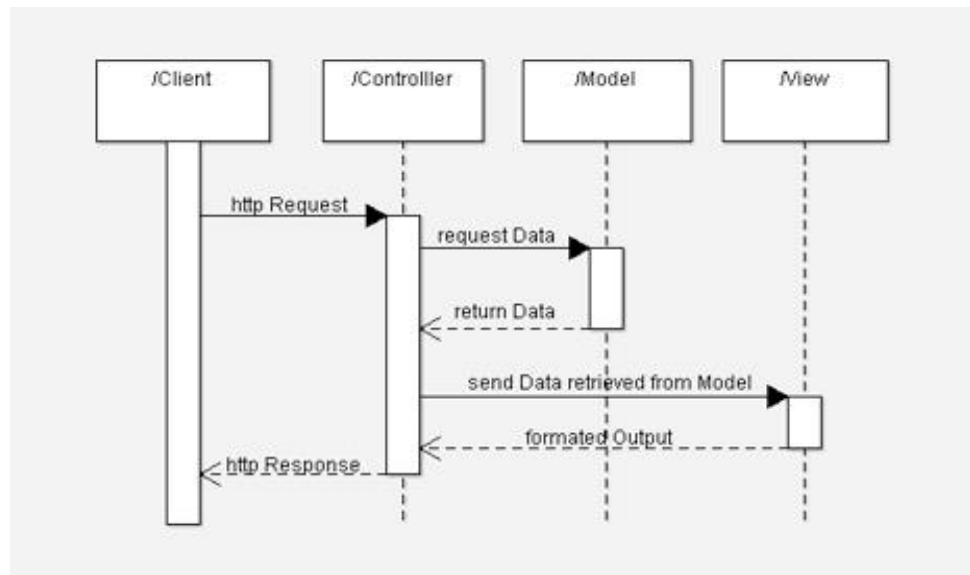 /Client
/Controlller
/Model
/View
http Request
request Data
return Data
send Data retrieved from Model
formated Output
http Response